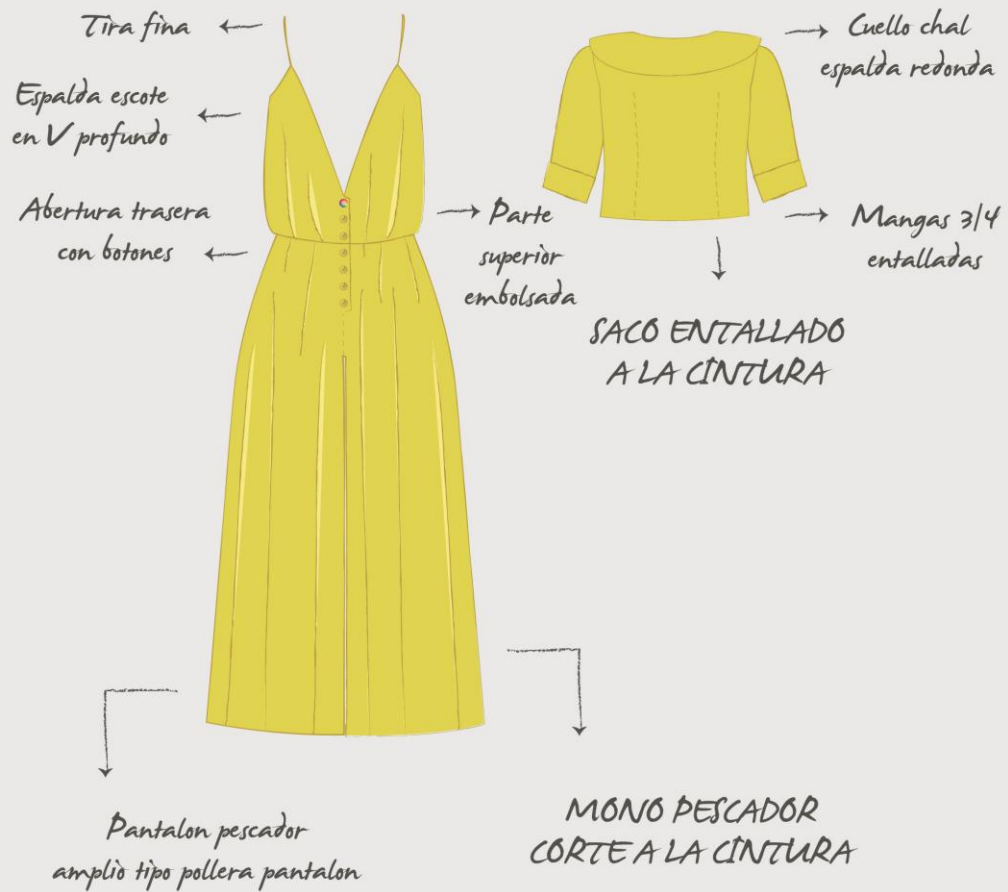 Tira fina
Espalda escote
en V profundo
Abertura trasera
con botones
Parte
superior
embolsada
Cuello chal
espalda redonda
Mangas 3/4
entalladas
SACO ENTALLADO
A LA CINTURA
Pantalon pescador
amplio tipo pollera pantalon
MONO PESCADOR
CORTE A LA CINTURA